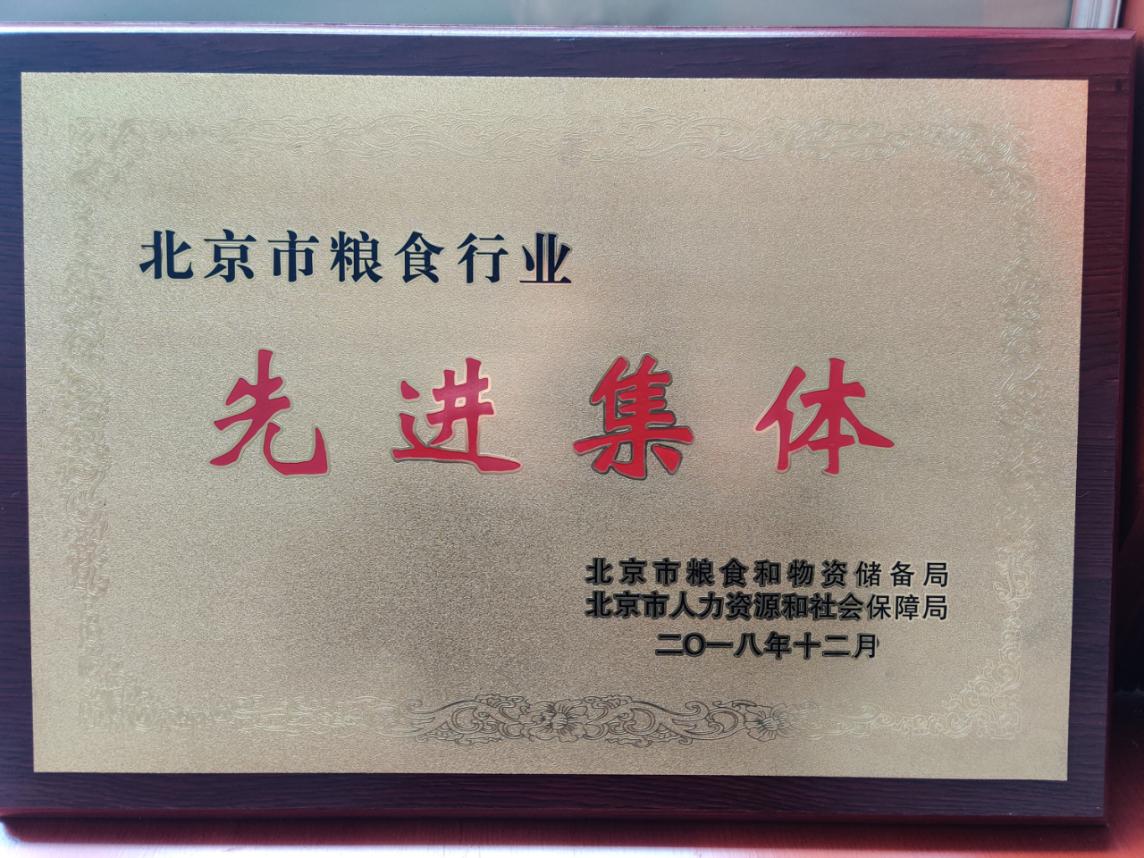 北京市粮食行业
先进集体
北京市粮食和物资储备局
北京市人力资源和社会保障局
二〇一八年十二月